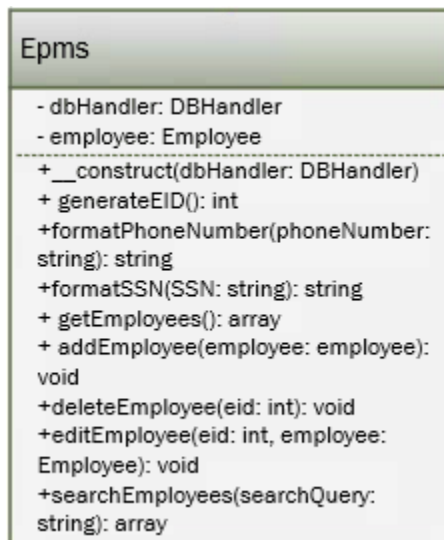 Epms
- dbHandler: DBHandler
- employee: Employee
+__construct(dbHandler: DBHandler)
+ generateEID(): int
+formatPhoneNumber(phoneNumber:
string): string
+formatSSN(SSN: string): string
+ getEmployees(): array
+ addEmployee(employee: employee):
void
+deleteEmployee(eid: int): void
+editEmployee(eid: int, employee:
Employee): void
+searchEmployees(searchQuery:
string): array